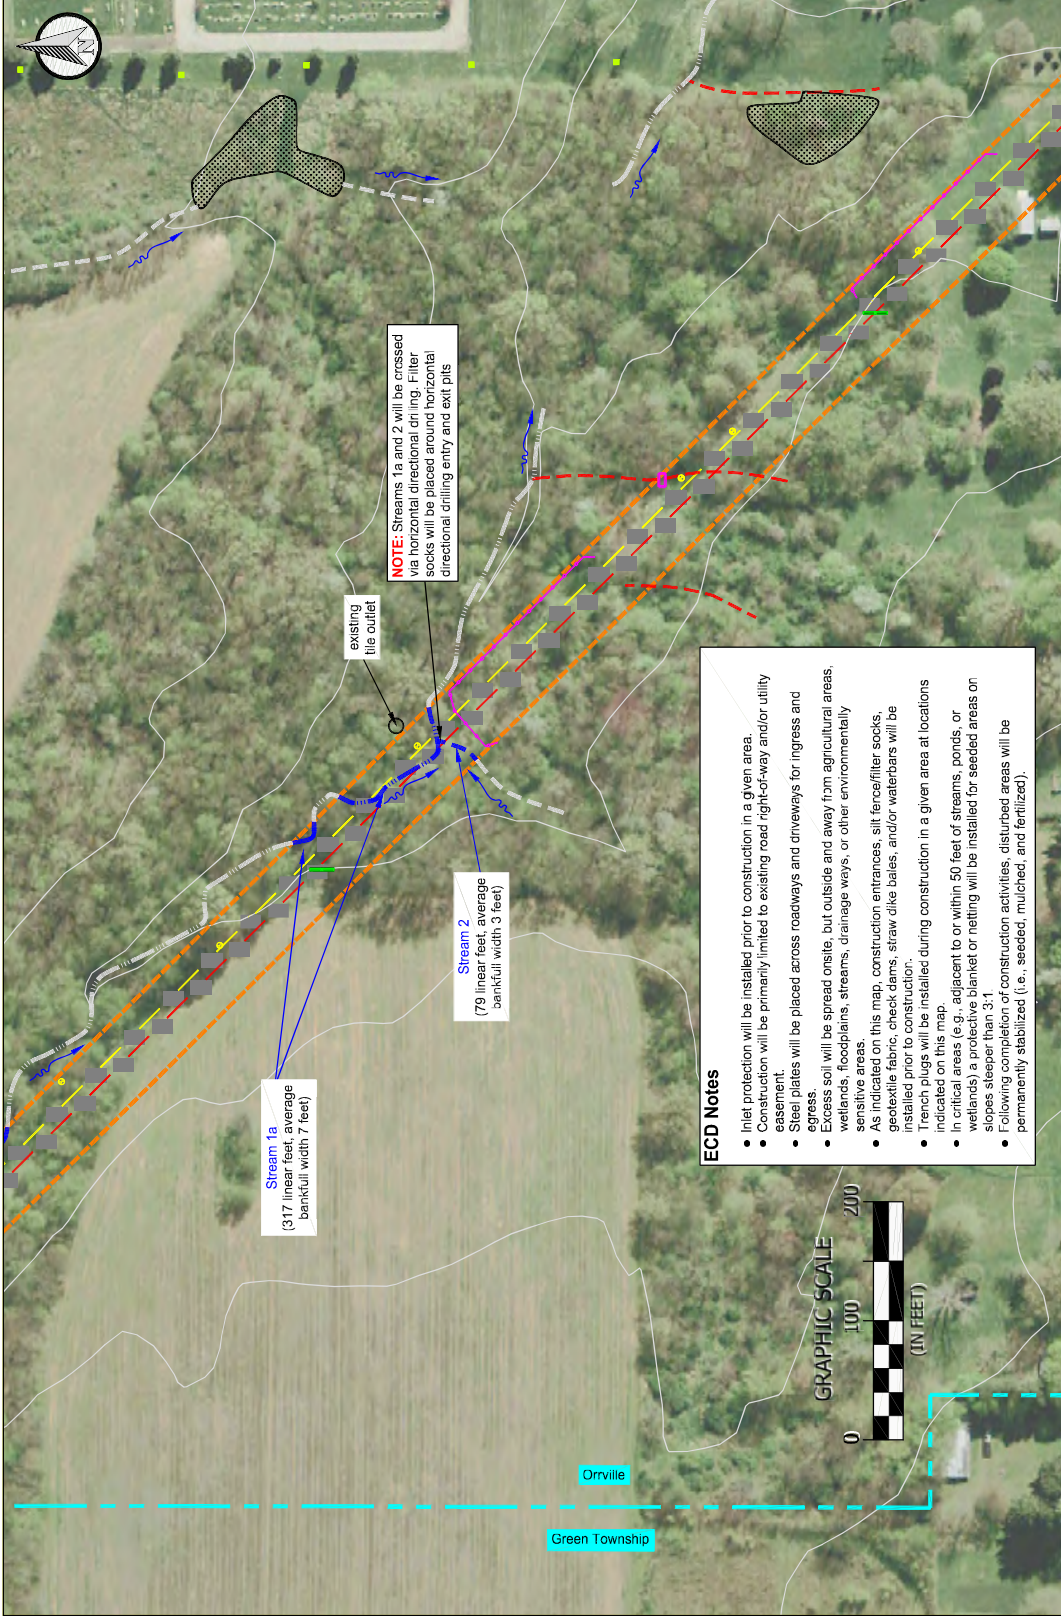 N
NOTE: Streams 1a and 2 will be crossed
via horizontal directional drilling. Filter
socks will be placed around horizontal
directional drilling entry and exit pits
existing
tile outlet
Stream 1a
(317 linear feet, average
bankfull width 7 feet)
Stream 2
(79 linear feet, average
bankfull width 3 feet)
ECD Notes
• Inlet protection will be installed prior to construction in a given area.
• Construction will be primarily limited to existing road right-of-way and/or utility
easement.
• Steel plates will be placed across roadways and driveways for ingress and
egress.
• Excess soil will be spread onsite, but outside and away from agricultural areas,
wetlands, floodplains, streams, drainage ways, or other environmentally
sensitive areas.
• As indicated on this map, construction entrances, silt fence/filter socks,
geotextile fabric, check dams, straw dike bales, and/or waterbars will be
installed prior to construction.
• Trench plugs will be installed during construction in a given area at locations
indicated on this map.
• In critical areas (e.g., adjacent to or within 50 feet of streams, ponds, or
wetlands) a protective blanket or netting will be installed for seeded areas on
slopes steeper than 3:1.
• Following completion of construction activities, disturbed areas will be
permanently stabilized (i.e., seeded, mulched, and fertilized).
GRAPHIC SCALE
0 100 200
(IN FEET)
Orrville
Green Township